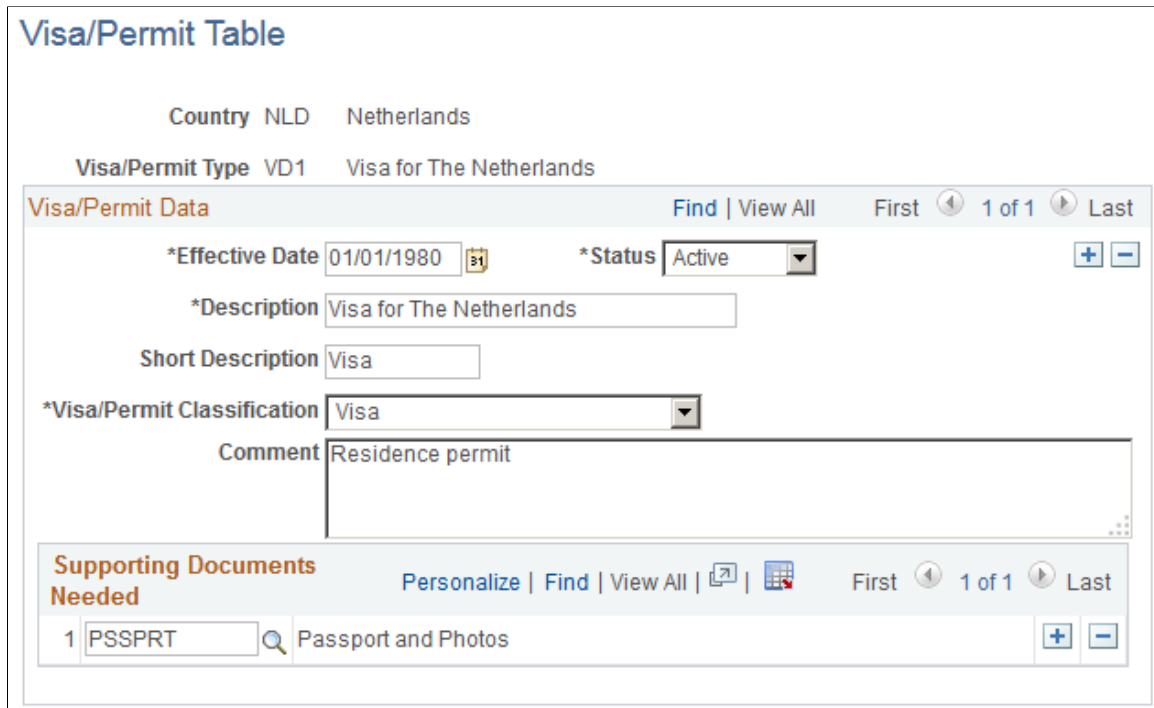 Visa/Permit Table
Country NLD Netherlands
Visa/Permit Type VD1 Visa for The Netherlands
Visa/Permit Data Find | View All First 1 of 1 Last
*Effective Date 01/01/1980 31 *Status Active
*Description Visa for The Netherlands
Short Description Visa
*Visa/Permit Classification Visa
Comment Residence permit
Supporting Documents
Needed Personalize | Find | View All | | First 1 of 1 Last
1 PSSPRT Passport and Photos